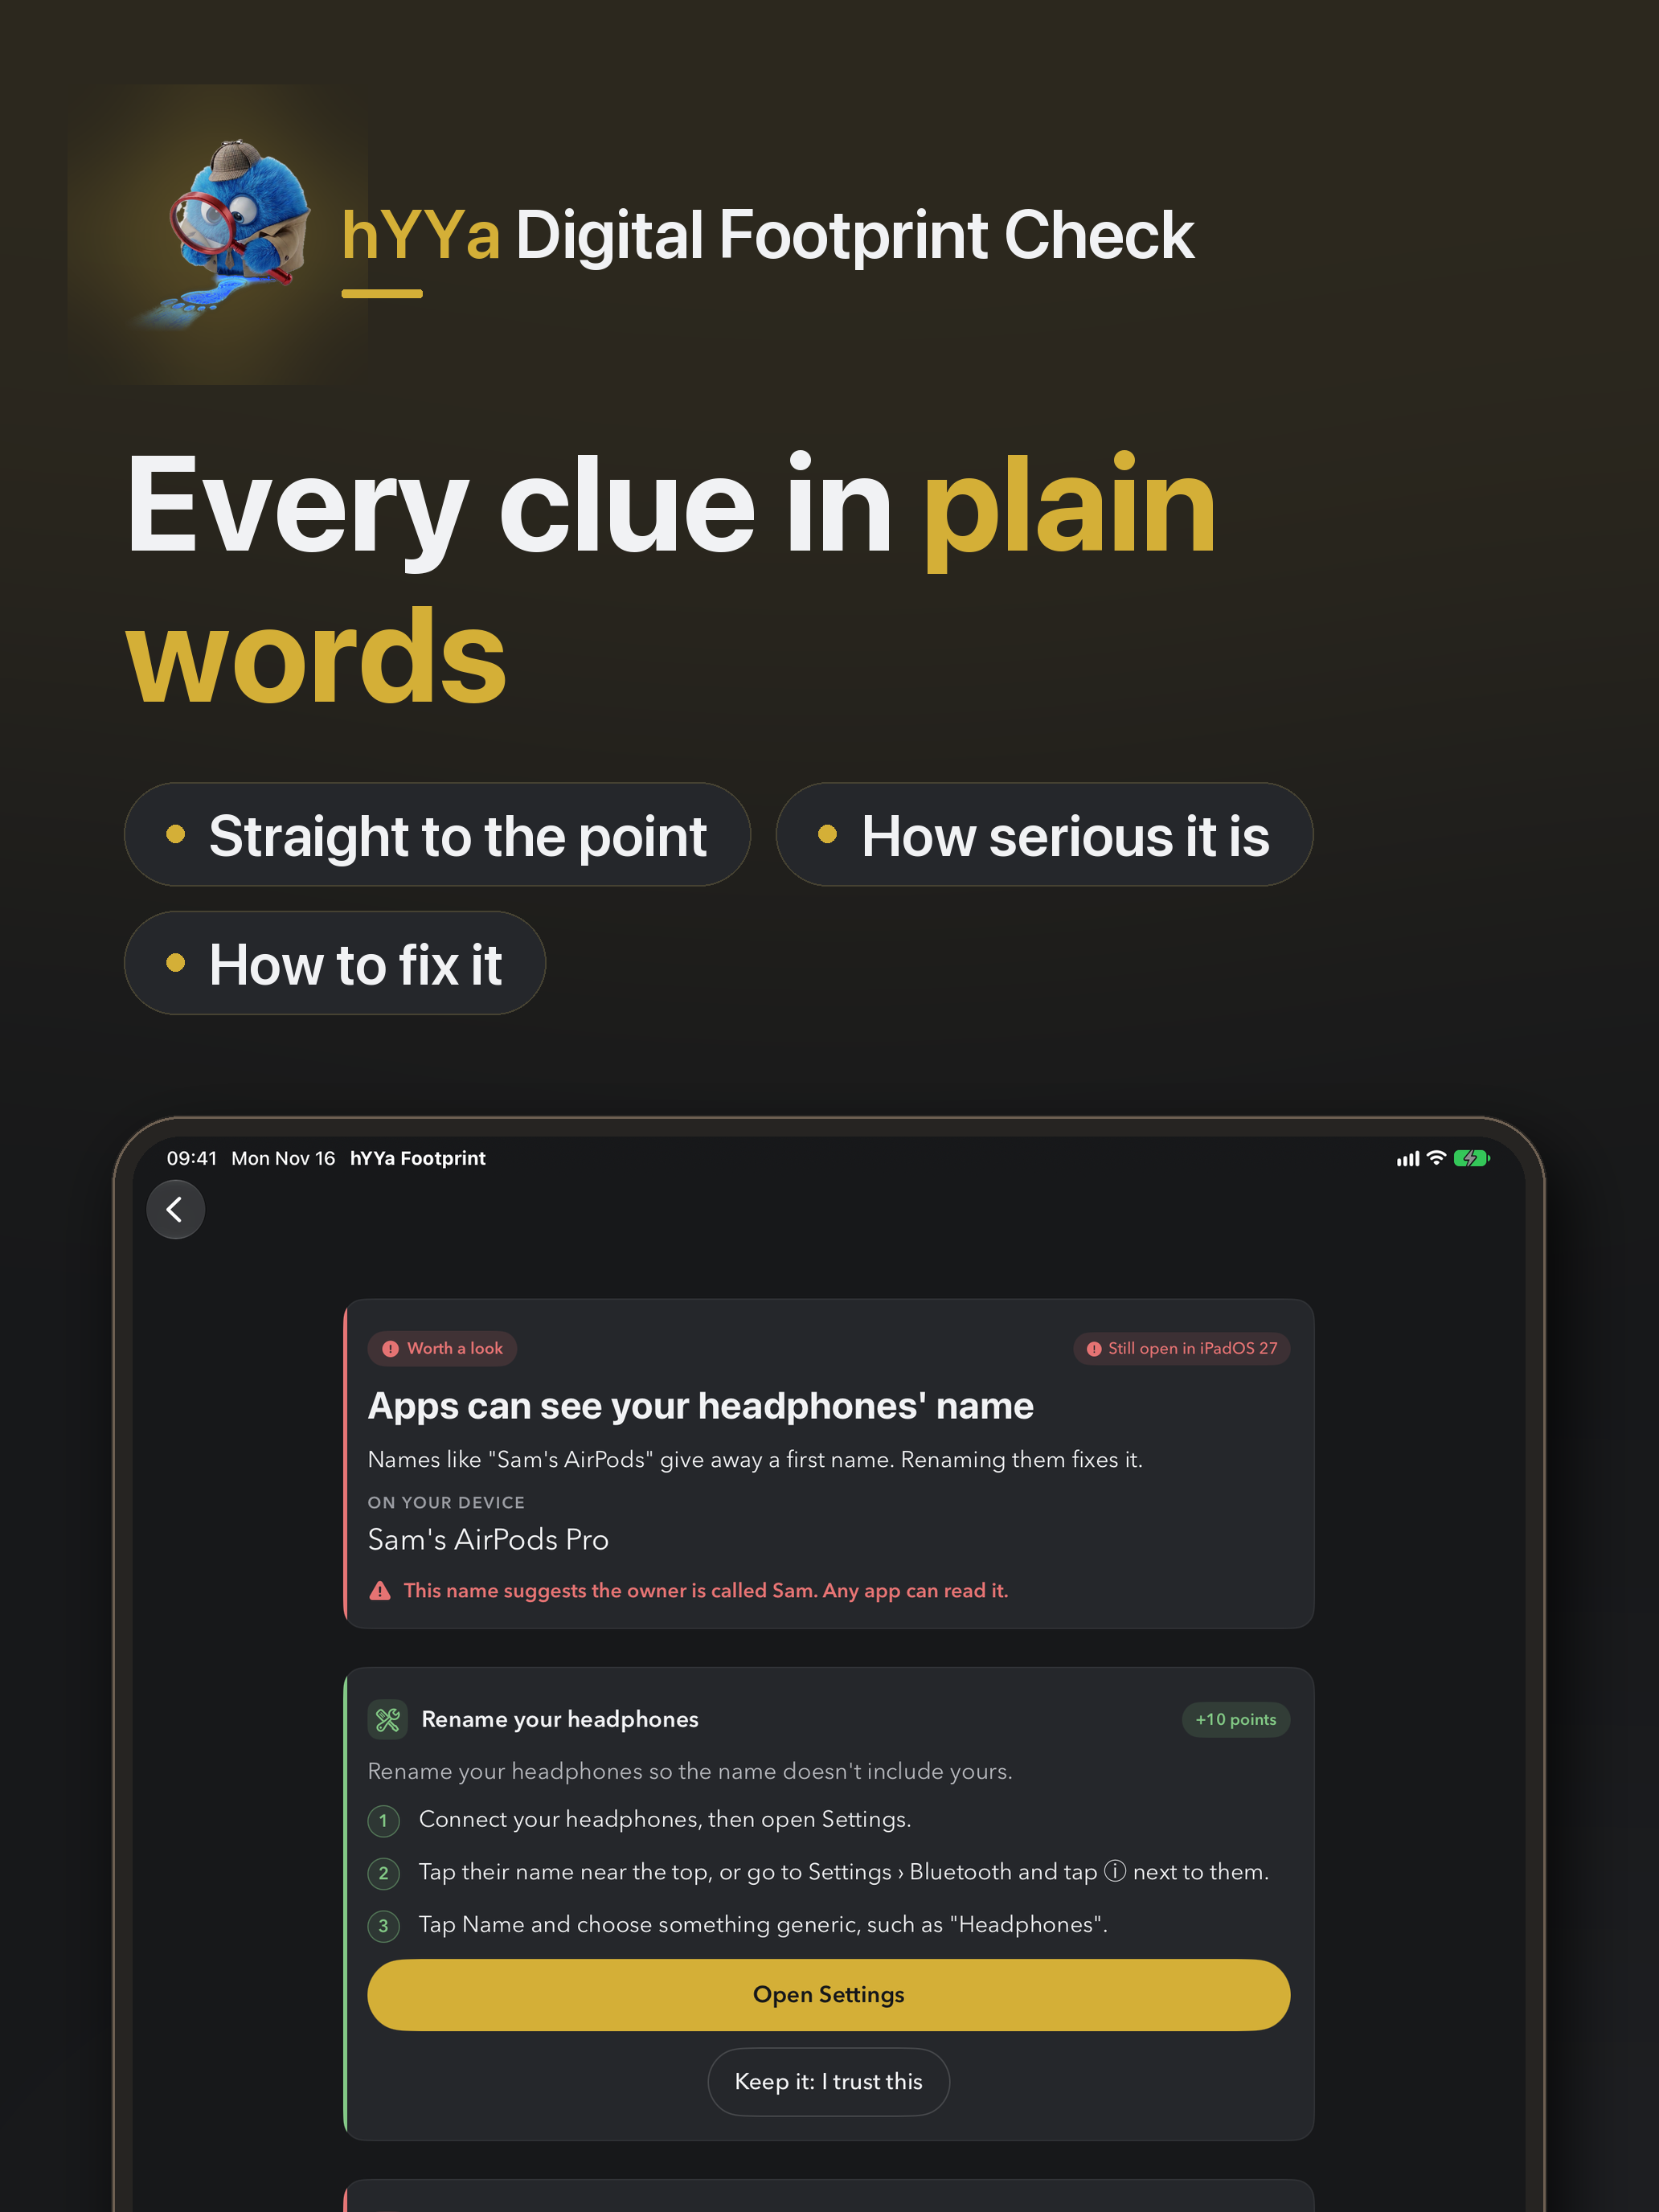 hYYa Digital Footprint Check
Every clue in plain
words
Straight to the point
How serious it is
How to fix it
09:41 Mon Nov 16 hYYa Footprint
Worth a look
Still open in iPadOS 27
Apps can see your headphones' name
Names like "Sam's AirPods" give away a first name. Renaming them fixes it.
ON YOUR DEVICE
Sam's AirPods Pro
This name suggests the owner is called Sam. Any app can read it.
Rename your headphones
+10 points
Rename your headphones so the name doesn't include yours.
1 Connect your headphones, then open Settings.
2 Tap their name near the top, or go to Settings › Bluetooth and tap ⓘ next to them.
3 Tap Name and choose something generic, such as "Headphones".
Open Settings
Keep it: I trust this